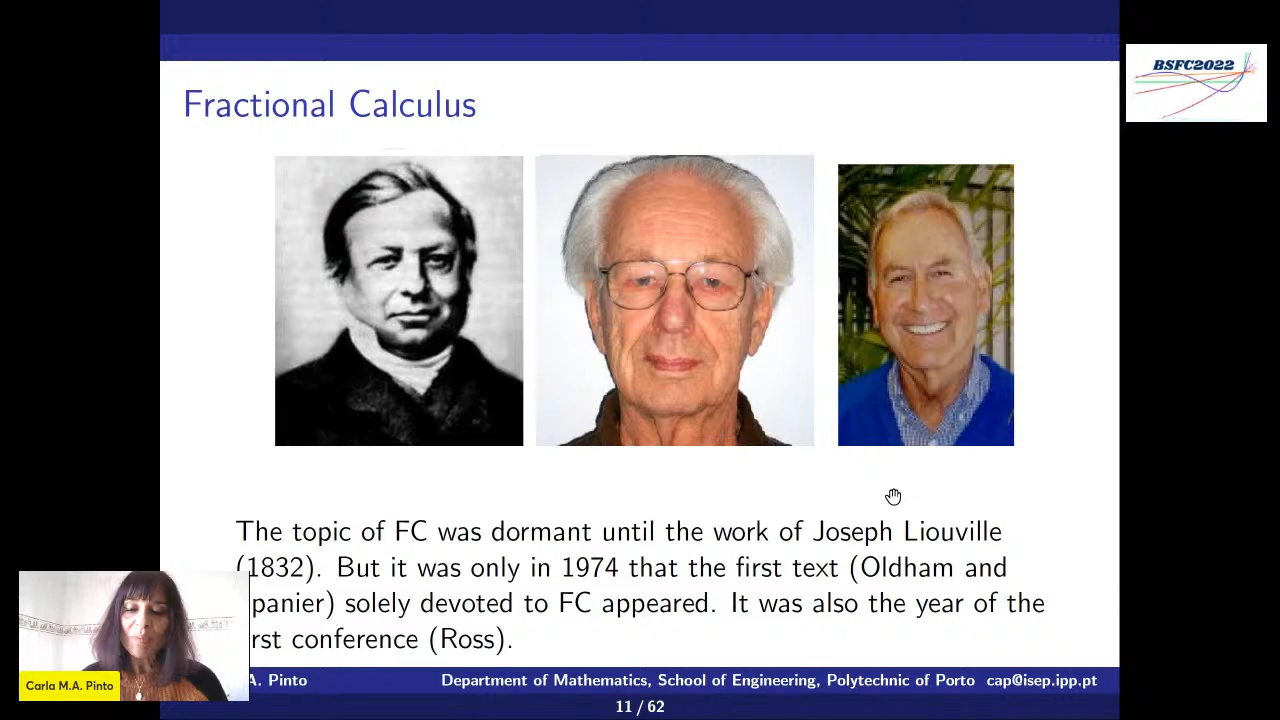 BSFC2022
Fractional Calculus
The topic of FC was dormant until the work of Joseph Liouville
(1832). But it was only in 1974 that the first text (Oldham and
panier) solely devoted to FC appeared. It was also the year of the
rst conference (Ross).
Carla M.A. Pinto
.A. Pinto Department of Mathematics, School of Engineering, Polytechnic of Porto cap@isep.ipp.pt
11 / 62